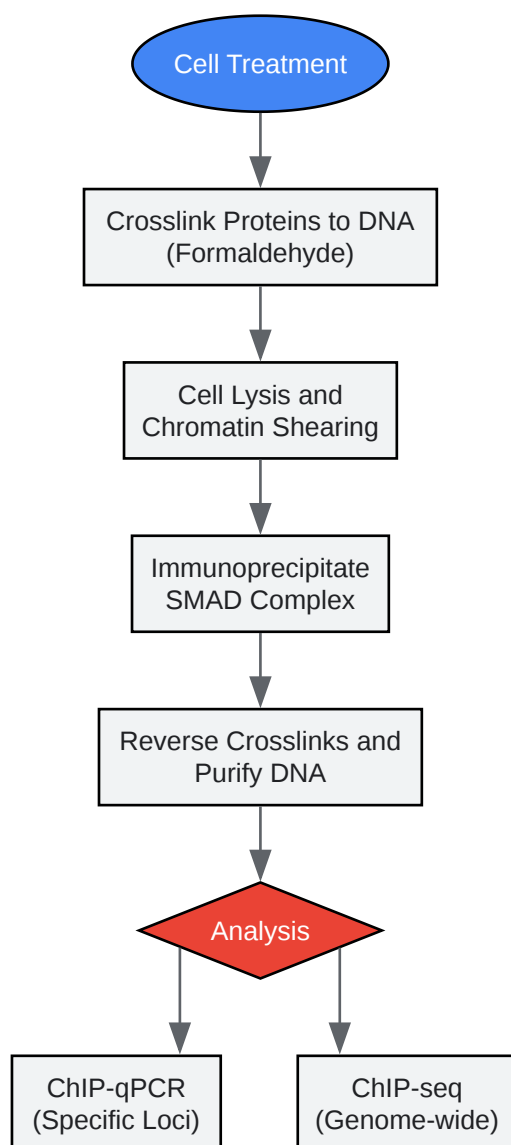 Cell Treatment
Crosslink Proteins to DNA
(Formaldehyde)
Cell Lysis and
Chromatin Shearing
Immunoprecipitate
SMAD Complex
Reverse Crosslinks and
Purify DNA
Analysis
ChIP-qPCR
(Specific Loci)
ChIP-seq
(Genome-wide)